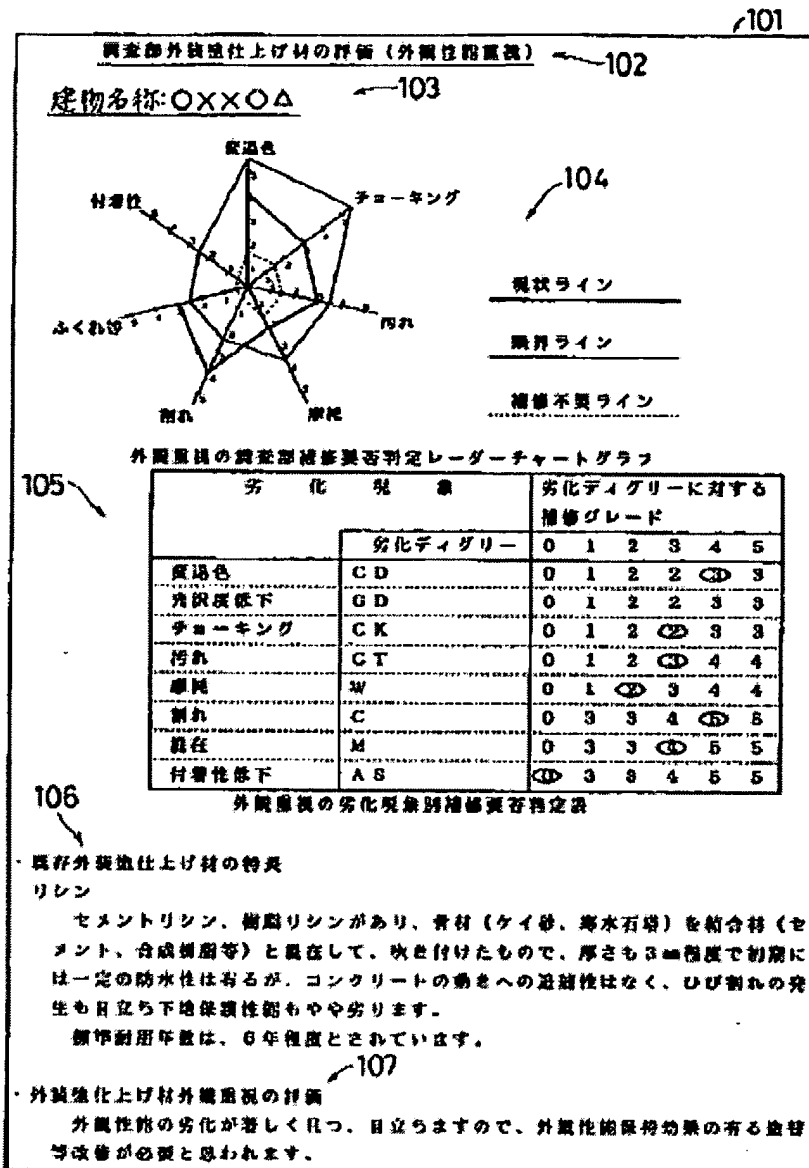 101
調査部外装塗仕上げ材の評価（外観性能重視）
102
建物名称:○××○△
103
変退色
付着性
チョーキング
104
ふくれ等
汚れ
割れ
摩耗
現状ライン
限界ライン
補修不要ライン
外観重視の調査部補修要否判定レーダーチャートグラフ
105
劣 化 現 象 劣化ディグリーに対する
補修グレード
劣化ディグリー 0 1 2 3 4 5
変退色 CD 0 1 2 2 3 3
光沢度低下 GD 0 1 2 2 3 3
チョーキング CK 0 1 2 2 3 3
汚れ CT 0 1 2 3 4 4
摩耗 W 0 1 2 3 4 4
割れ C 0 3 3 4 5 5
M 0 3 3 4 5 5
付着性低下 AS 3 3 4 5 5
外観重視の劣化現象別補修要否判定表
106
・既存外装塗仕上げ材の特長
リシン
セメントリシン、樹脂リシンがあり、骨材（ケイ砂、寒水石等）を結合材（セ
メント、合成樹脂等）と混在して、吹き付けたもので、厚さも3mm程度で初期に
は一定の防水性は有るが、コンクリートの動きへの追随性はなく、ひび割れの発
生も目立ち下地保護性能もやや劣ります。
標準耐用年数は、6年程度とされています。
107
・外装塗仕上げ材外観重視の評価
外観性能の劣化が著しく且つ、目立ちますので、外観性能保持効果の有る塗替
等改修が必要と思われます。